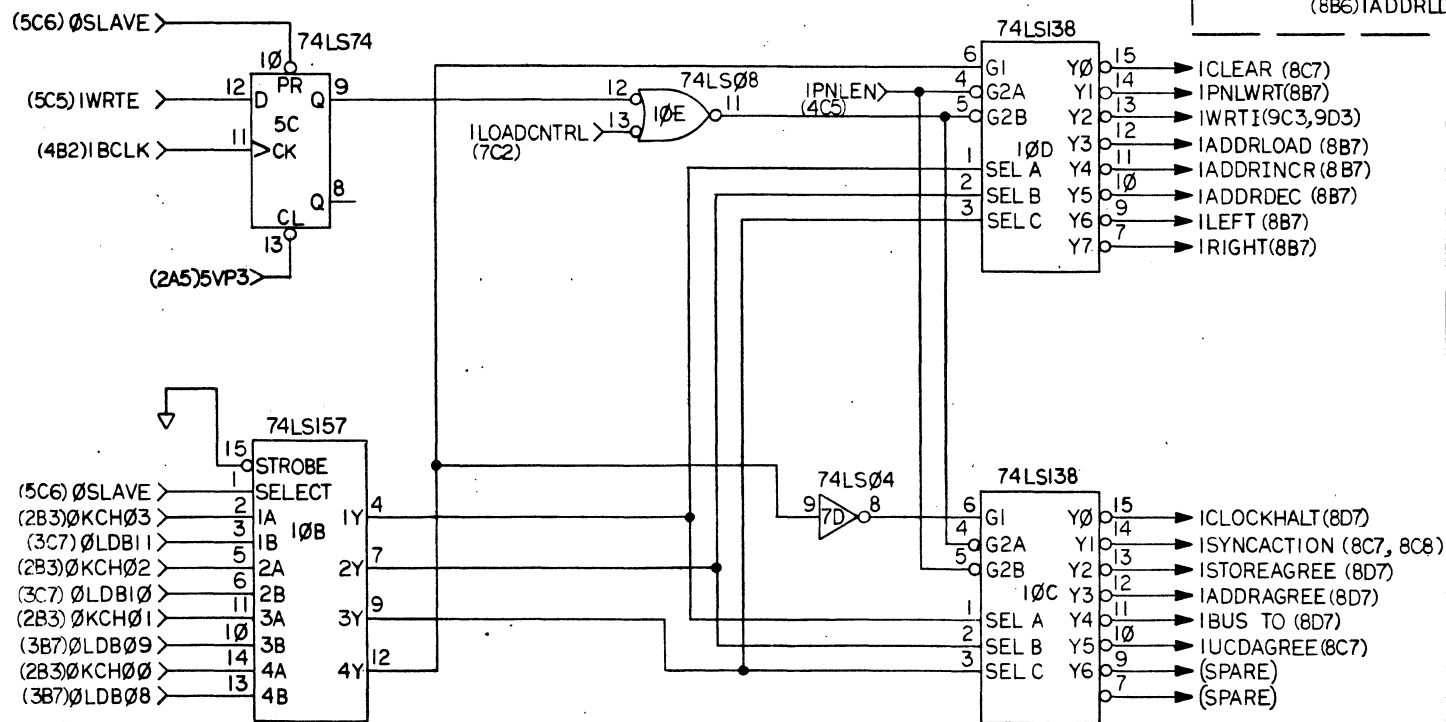 (8B6)IADDRLD
(5C6)ØSLAVE
74LS74
1Ø
PR
12
D
Q
9
(5C5)IWRTE
5C
11
CK
(4B2)IBCLK
Q
8
CL
13
(2A5)5VP3
74LSØ8
12
1ØE
11
13
ILOADCNTRL
(7C2)
IPNLEN
(4C5)
74LS138
6
G1
YØ
15
ICLEAR (8C7)
4
G2A
Y1
14
IPNLWRT(8B7)
5
G2B
Y2
13
IWRTI(9C3,9D3)
1ØD
Y3
12
IADDRLOAD (8B7)
1
SEL A
Y4
11
IADDRINCR(8B7)
2
SEL B
Y5
1Ø
IADDRDEC (8B7)
3
SEL C
Y6
9
ILEFT (8B7)
Y7
7
IRIGHT(8B7)
74LS157
15
STROBE
(5C6)ØSLAVE
1
SELECT
(2B3)ØKCHØ3
2
1A
1ØB
1Y
4
(3C7)ØLDB11
3
1B
(2B3)ØKCHØ2
5
2A
2Y
7
(3C7)ØLDB1Ø
6
2B
(2B3)ØKCHØ1
11
3A
3Y
9
(3B7)ØLDBØ9
1Ø
3B
(2B3)ØKCHØØ
14
4A
4Y
12
(3B7)ØLDBØ8
13
4B
74LSØ4
9
7D
8
74LS138
6
G1
YØ
15
ICLOCKHALT(8D7)
4
G2A
Y1
14
ISYNCACTION (8C7, 8C8)
5
G2B
Y2
13
ISTOREAGREE (8D7)
1ØC
Y3
12
IADDRAGREE(8D7)
1
SEL A
Y4
11
IBUS TO (8D7)
2
SEL B
Y5
1Ø
IUCDAGREE(8C7)
3
SEL C
Y6
9
(SPARE)
7
(SPARE)